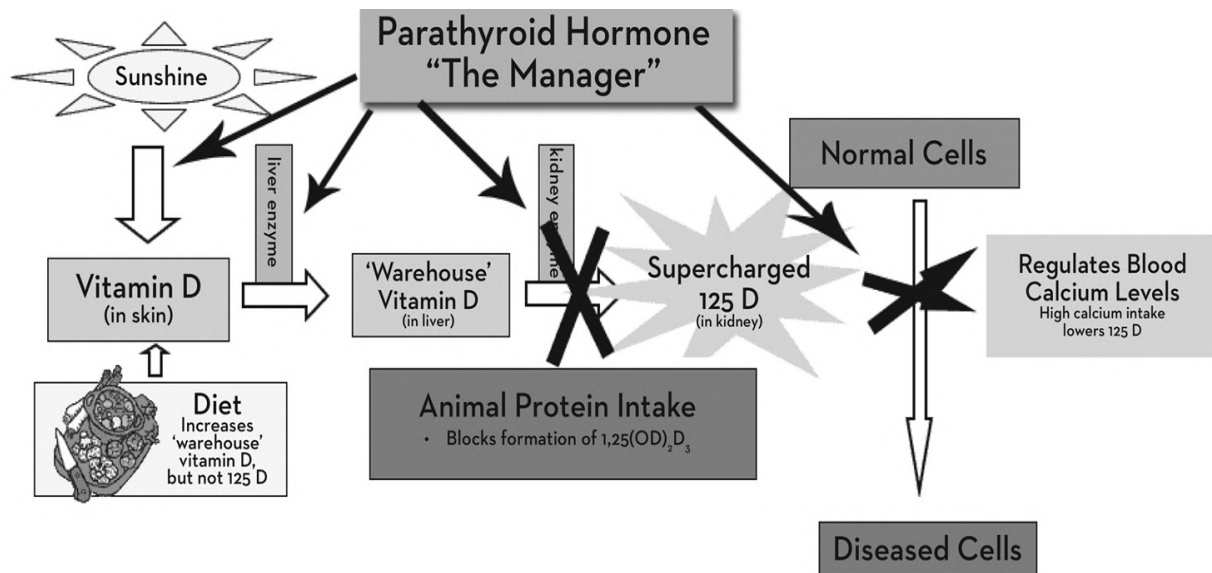 Parathyroid Hormone
“The Manager”
Sunshine
liver enzyme
kidney enzyme
Normal Cells
Vitamin D
(in skin)
‘Warehouse’
Vitamin D
(in liver)
Supercharged
125 D
(in kidney)
Regulates Blood
Calcium Levels
High calcium intake
lowers 125 D
Diet
Increases
‘warehouse’
vitamin D,
but not 125 D
Animal Protein Intake
• Blocks formation of 1,25(OD)₂D₃
Diseased Cells